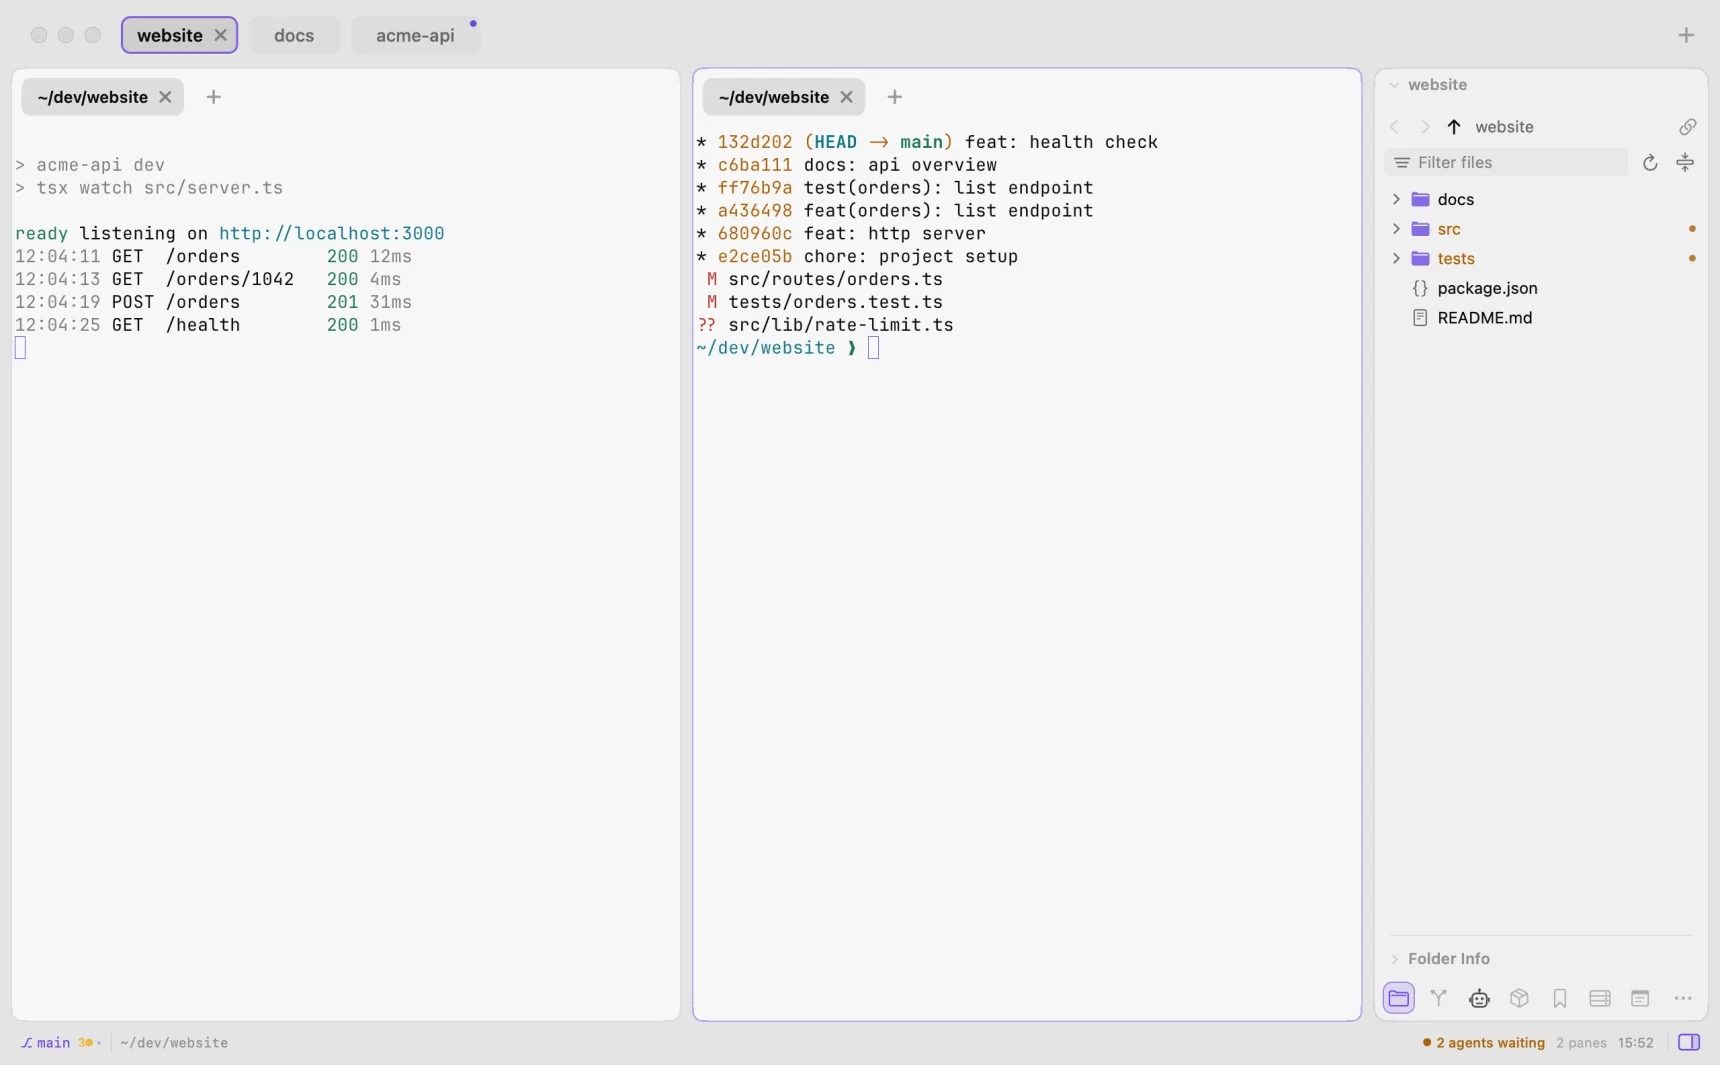 website
docs
acme-api
~/dev/website
> acme-api dev
> tsx watch src/server.ts
ready listening on http://localhost:3000
12:04:11 GET /orders 200 12ms
12:04:13 GET /orders/1042 200 4ms
12:04:19 POST /orders 201 31ms
12:04:25 GET /health 200 1ms
~/dev/website
* 132d202 (HEAD -> main) feat: health check
* c6ba111 docs: api overview
* ff76b9a test(orders): list endpoint
* a436498 feat(orders): list endpoint
* 680960c feat: http server
* e2ce05b chore: project setup
M src/routes/orders.ts
M tests/orders.test.ts
?? src/lib/rate-limit.ts
~/dev/website ❯
website
website
Filter files
docs
src
tests
{} package.json
README.md
Folder Info
main 3
~/dev/website
2 agents waiting
2 panes
15:52